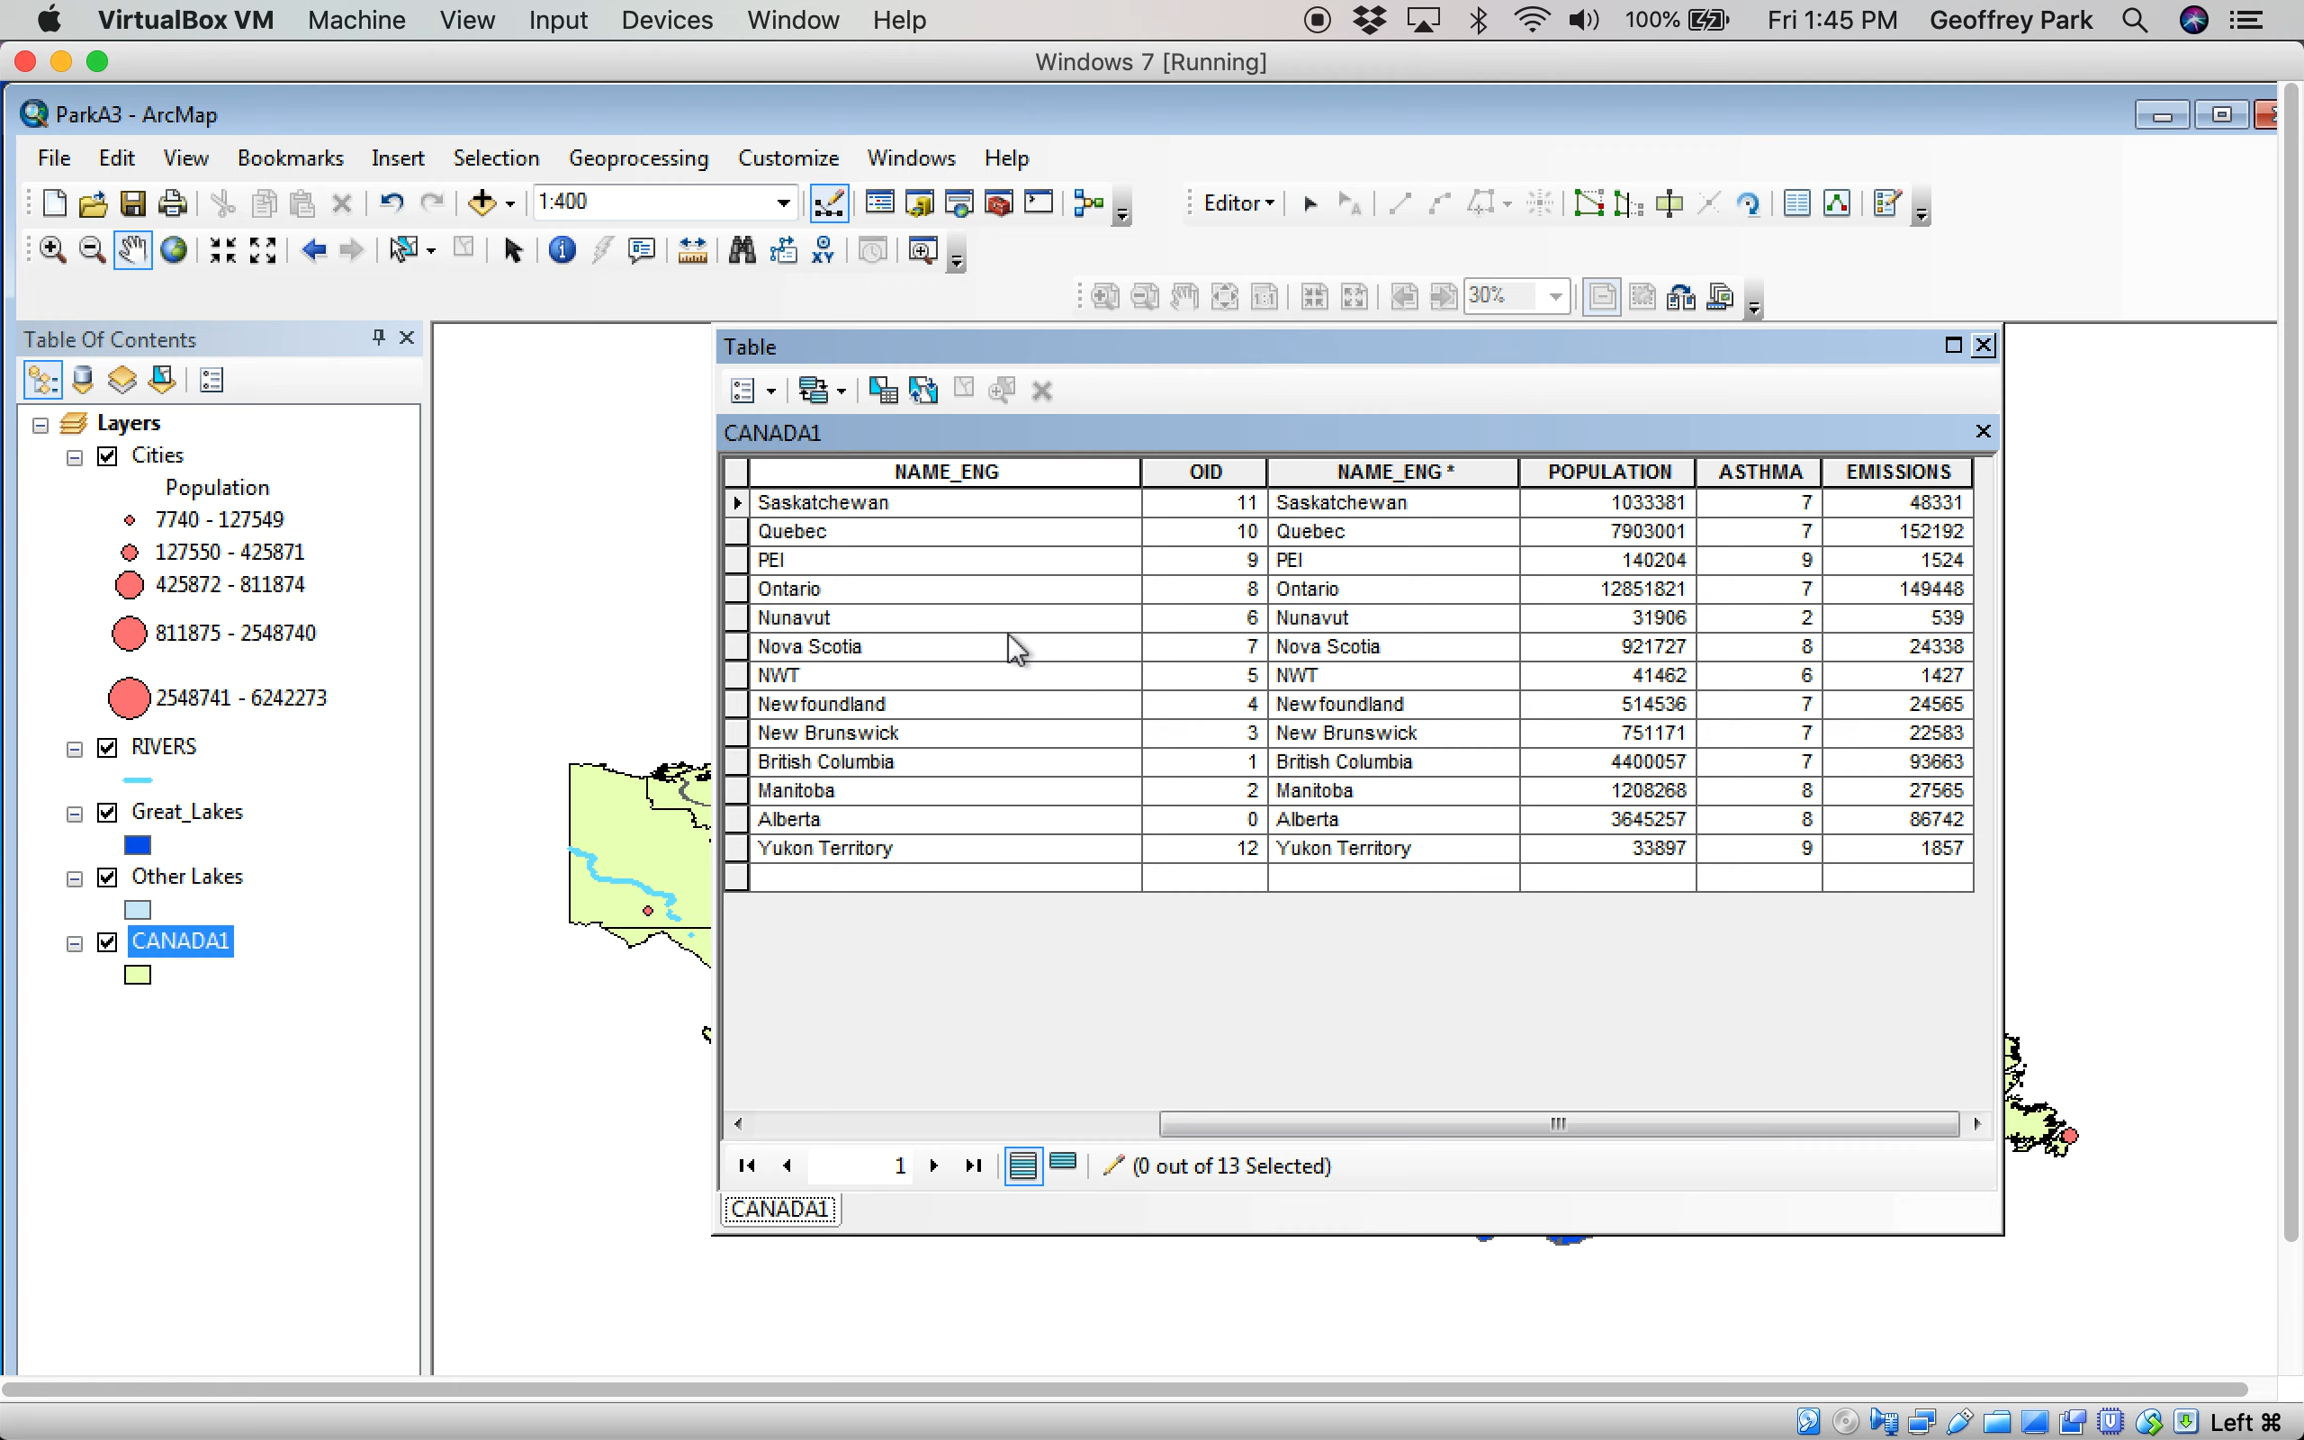 VirtualBox VM Machine View Input Devices Window Help 100% Fri 1:45 PM Geoffrey Park
Windows 7 [Running]
ParkA3 - ArcMap
File Edit View Bookmarks Insert Selection Geoprocessing Customize Windows Help
1:400 Editor
XY
1:1 30%
Table Of Contents
Layers
Cities
Population
7740 - 127549
127550 - 425871
425872 - 811874
811875 - 2548740
2548741 - 6242273
RIVERS
Great_Lakes
Other Lakes
CANADA1
Table
CANADA1
NAME_ENG OID NAME_ENG * POPULATION ASTHMA EMISSIONS
Saskatchewan 11 Saskatchewan 1033381 7 48331
Quebec 10 Quebec 7903001 7 152192
PEI 9 PEI 140204 9 1524
Ontario 8 Ontario 12851821 7 149448
Nunavut 6 Nunavut 31906 2 539
Nova Scotia 7 Nova Scotia 921727 8 24338
NWT 5 NWT 41462 6 1427
Newfoundland 4 Newfoundland 514536 7 24565
New Brunswick 3 New Brunswick 751171 7 22583
British Columbia 1 British Columbia 4400057 7 93663
Manitoba 2 Manitoba 1208268 8 27565
Alberta 0 Alberta 3645257 8 86742
Yukon Territory 12 Yukon Territory 33897 9 1857
1 (0 out of 13 Selected)
CANADA1
Left ⌘